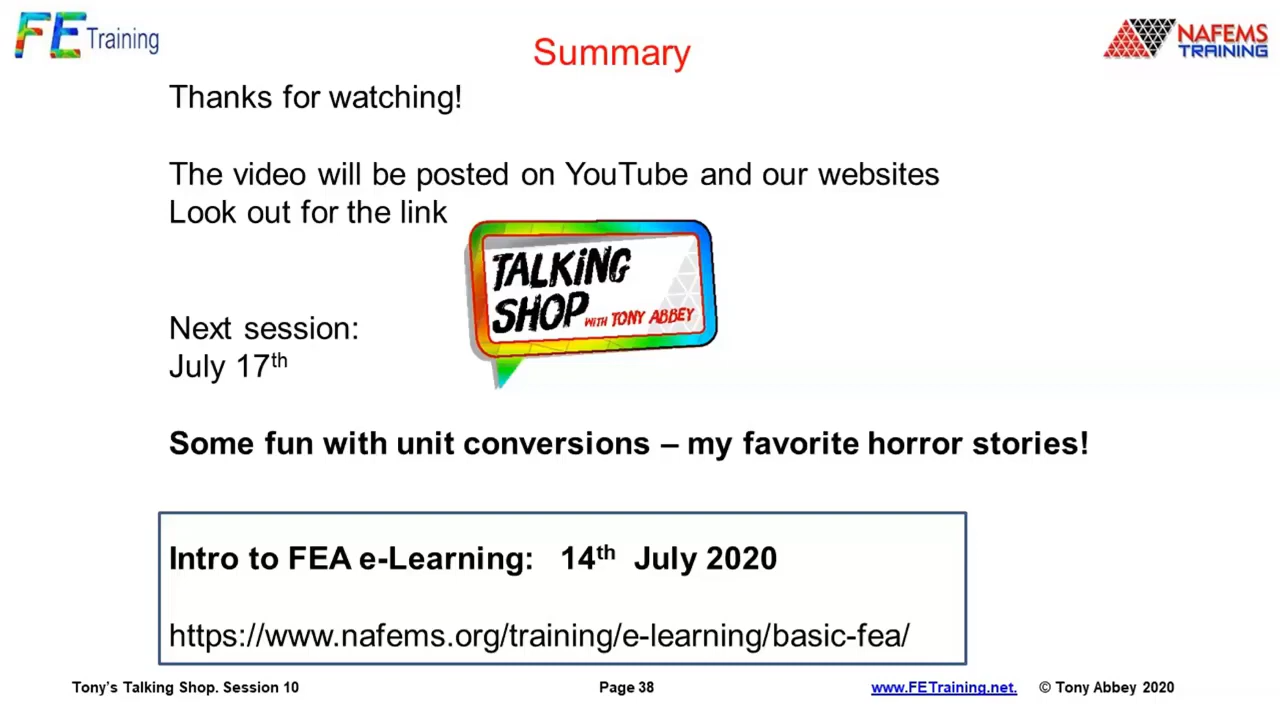 FE Training
NAFEMS
TRAINING
Summary
Thanks for watching!
The video will be posted on YouTube and our websites
Look out for the link
TALKiNG
SHOP WiTH TONY ABBEY
Next session:
July 17th
Some fun with unit conversions – my favorite horror stories!
Intro to FEA e-Learning: 14th July 2020
https://www.nafems.org/training/e-learning/basic-fea/
Tony’s Talking Shop. Session 10
Page 38
www.FETraining.net.
© Tony Abbey 2020